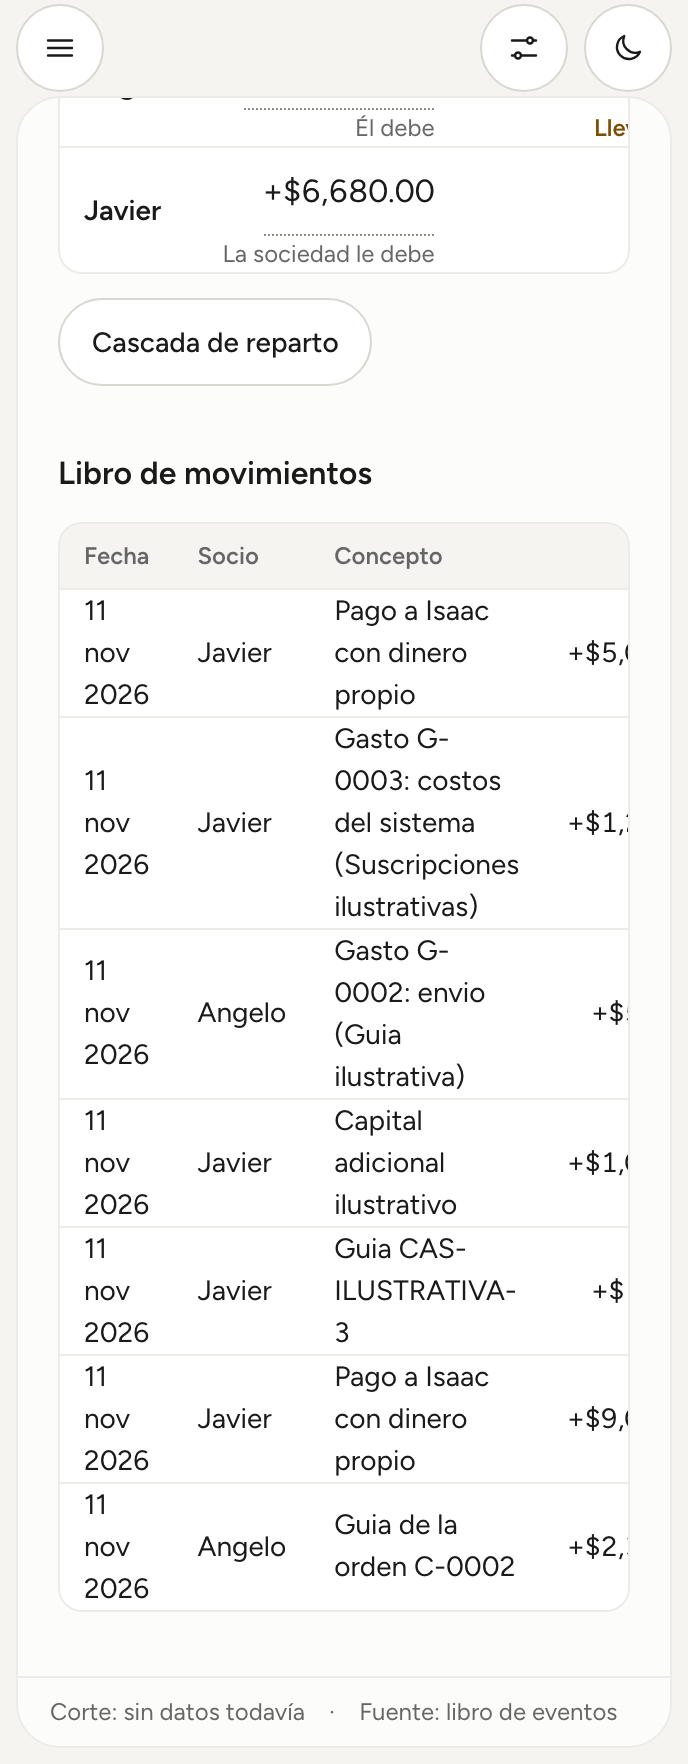 Él debe
Javier
+$6,680.00
La sociedad le debe
Cascada de reparto
Libro de movimientos
Fecha Socio Concepto
11 nov 2026 Javier Pago a Isaac con dinero propio
11 nov 2026 Javier Gasto G-0003: costos del sistema (Suscripciones ilustrativas)
11 nov 2026 Angelo Gasto G-0002: envio (Guia ilustrativa)
11 nov 2026 Javier Capital adicional ilustrativo
11 nov 2026 Javier Guia CAS-ILUSTRATIVA-3
11 nov 2026 Javier Pago a Isaac con dinero propio
11 nov 2026 Angelo Guia de la orden C-0002
Corte: sin datos todavía · Fuente: libro de eventos